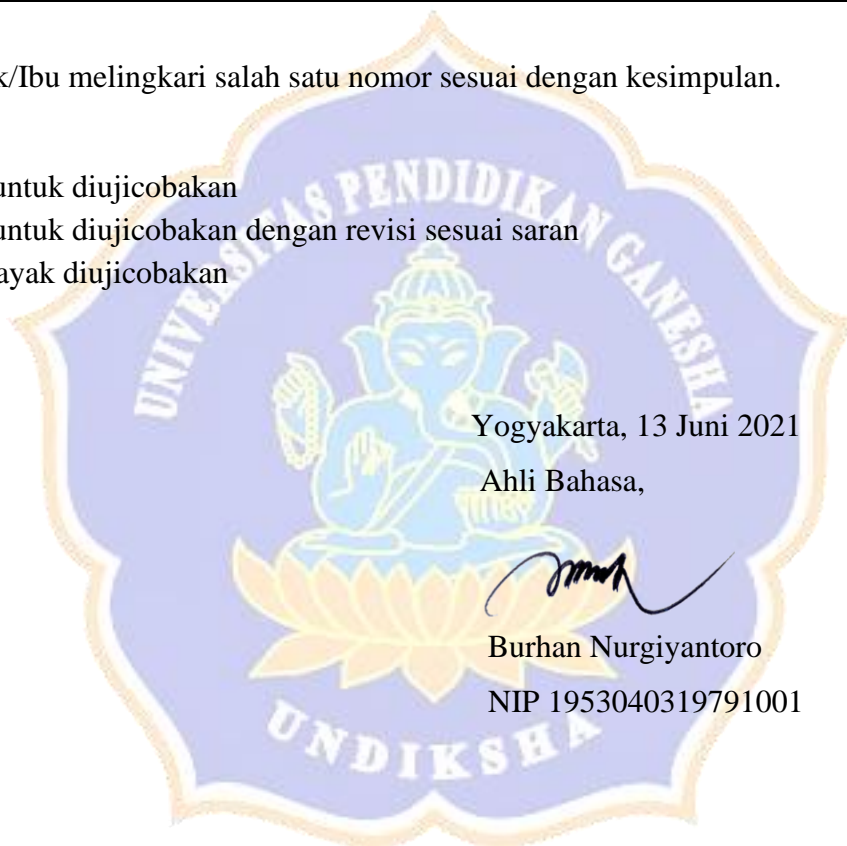 k/Ibu melingkari salah satu nomor sesuai dengan kesimpulan.
untuk diujicobakan
untuk diujicobakan dengan revisi sesuai saran
ayak diujicobakan
UNIVERSITAS PENDIDIKAN GANESHA
Yogyakarta, 13 Juni 2021
Ahli Bahasa,
Burhan Nurgiyantoro
NIP 1953040319791001
UNDIKSHA